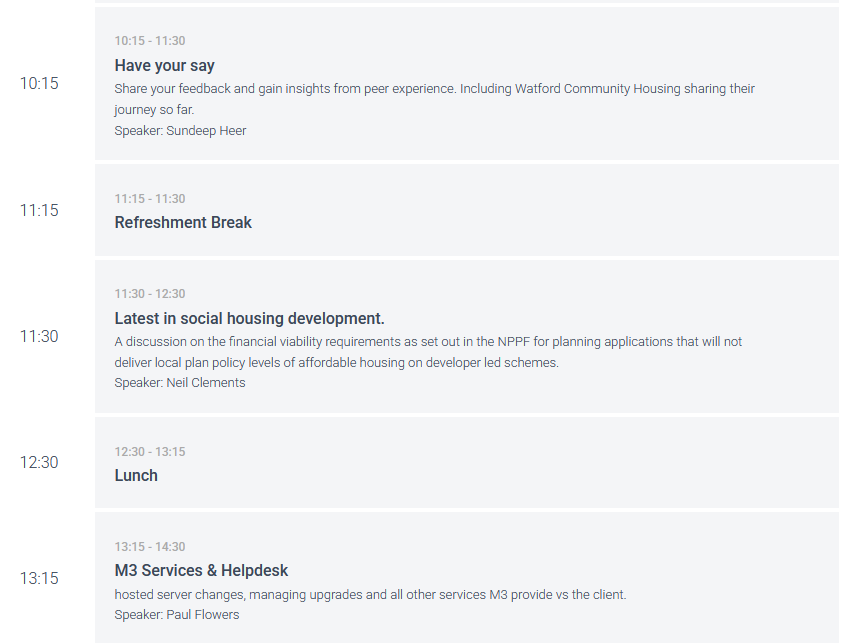 10:15
10:15 - 11:30
Have your say
Share your feedback and gain insights from peer experience. Including Watford Community Housing sharing their
journey so far.
Speaker: Sundeep Heer
11:15
11:15 - 11:30
Refreshment Break
11:30
11:30 - 12:30
Latest in social housing development.
A discussion on the financial viability requirements as set out in the NPPF for planning applications that will not
deliver local plan policy levels of affordable housing on developer led schemes.
Speaker: Neil Clements
12:30
12:30 - 13:15
Lunch
13:15
13:15 - 14:30
M3 Services & Helpdesk
hosted server changes, managing upgrades and all other services M3 provide vs the client.
Speaker: Paul Flowers